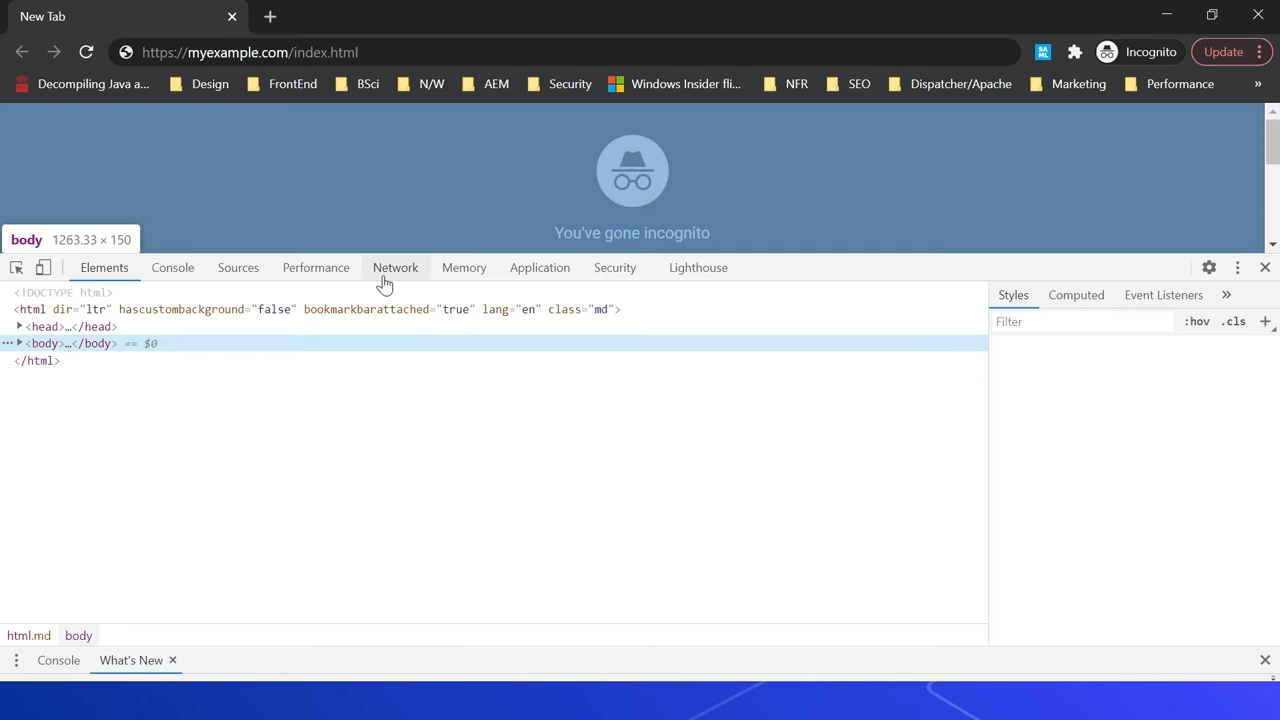 New Tab
https://myexample.com/index.html
Incognito
Update
Decompiling Java a...
Design
FrontEnd
BSci
N/W
AEM
Security
Windows Insider fli...
NFR
SEO
Dispatcher/Apache
Marketing
Performance
»
You've gone incognito
body 1263.33 × 150
Elements
Console
Sources
Performance
Network
Memory
Application
Security
Lighthouse
<!DOCTYPE html>
<html dir="ltr" hascustombackground="false" bookmarkbarattached="true" lang="en" class="md">
<head>…</head>
<body>…</body> == $0
</html>
Styles
Computed
Event Listeners
»
Filter
:hov
.cls
html.md
body
Console
What's New